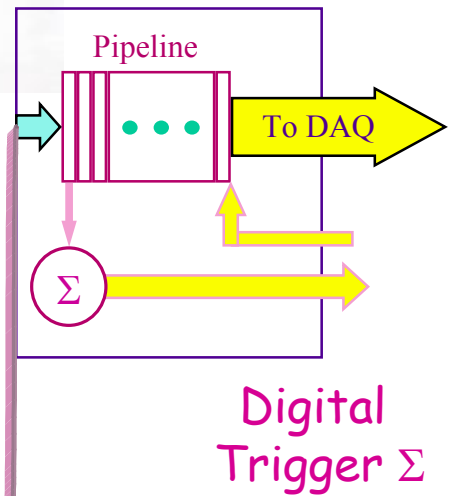 Pipeline
To DAQ
Σ
Digital
Trigger Σ